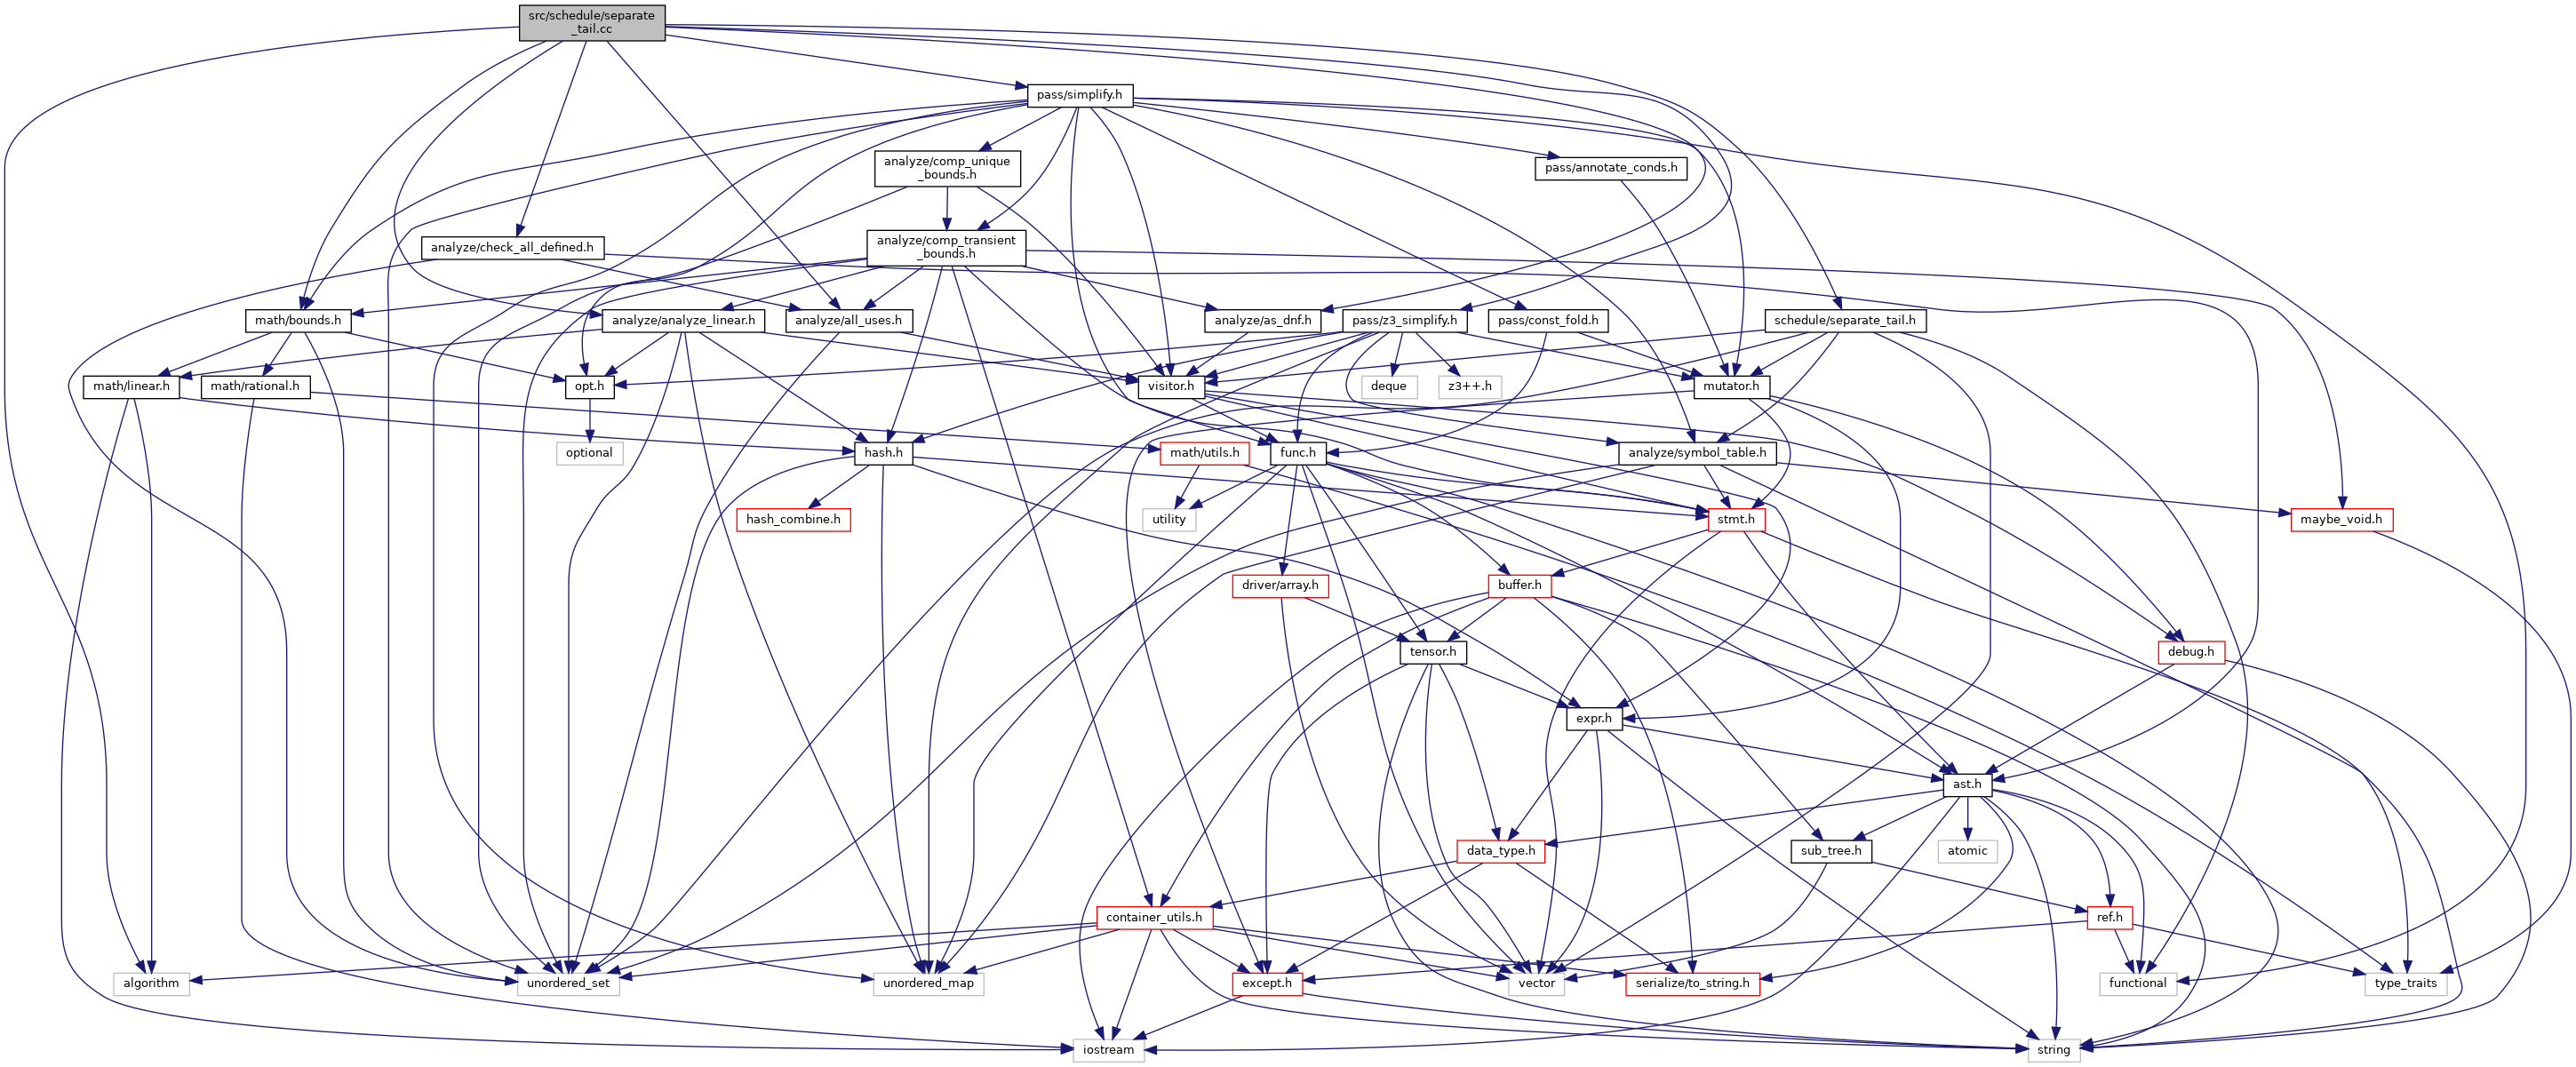 src/schedule/separate
_tail.cc
pass/simplify.h
analyze/comp_unique
_bounds.h
pass/annotate_conds.h
analyze/check_all_defined.h
analyze/comp_transient
_bounds.h
math/bounds.h
analyze/analyze_linear.h
analyze/all_uses.h
analyze/as_dnf.h
pass/z3_simplify.h
pass/const_fold.h
schedule/separate_tail.h
math/linear.h
math/rational.h
opt.h
visitor.h
deque
z3++.h
mutator.h
optional
hash.h
math/utils.h
func.h
analyze/symbol_table.h
hash_combine.h
utility
stmt.h
maybe_void.h
driver/array.h
buffer.h
tensor.h
debug.h
expr.h
ast.h
data_type.h
sub_tree.h
atomic
container_utils.h
ref.h
algorithm
unordered_set
unordered_map
except.h
vector
serialize/to_string.h
functional
type_traits
iostream
string